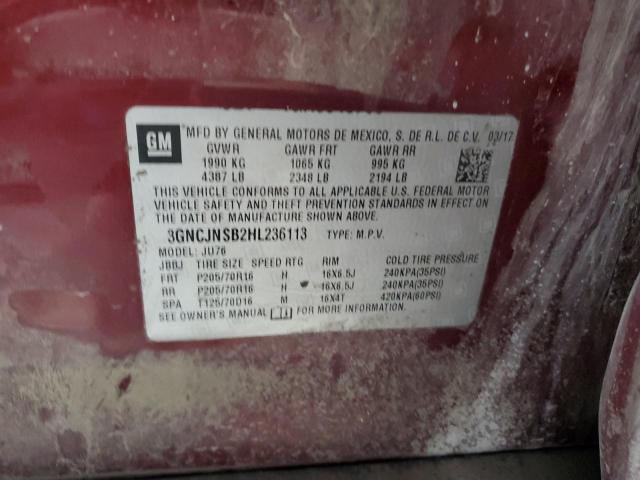 GM
MFD BY GENERAL MOTORS DE MEXICO, S. DE R.L. DE C.V. 03/17
GVWR GAWR FRT GAWR RR
1990 KG 1065 KG 995 KG
4387 LB 2348 LB 2194 LB
THIS VEHICLE CONFORMS TO ALL APPLICABLE U.S. FEDERAL MOTOR
VEHICLE SAFETY AND THEFT PREVENTION STANDARDS IN EFFECT ON
THE DATE OF MANUFACTURE SHOWN ABOVE.
3GNCJNSB2HL236113 TYPE: M.P.V.
MODEL: JU76
JBBJ TIRE SIZE SPEED RTG RIM COLD TIRE PRESSURE
FRT P205/70R16 H 16X6.5J 240KPA(35PSI)
RR P205/70R16 H 16X6.5J 240KPA(35PSI)
SPA T125/70D16 M 16X4T 420KPA(60PSI)
SEE OWNER'S MANUAL FOR MORE INFORMATION.